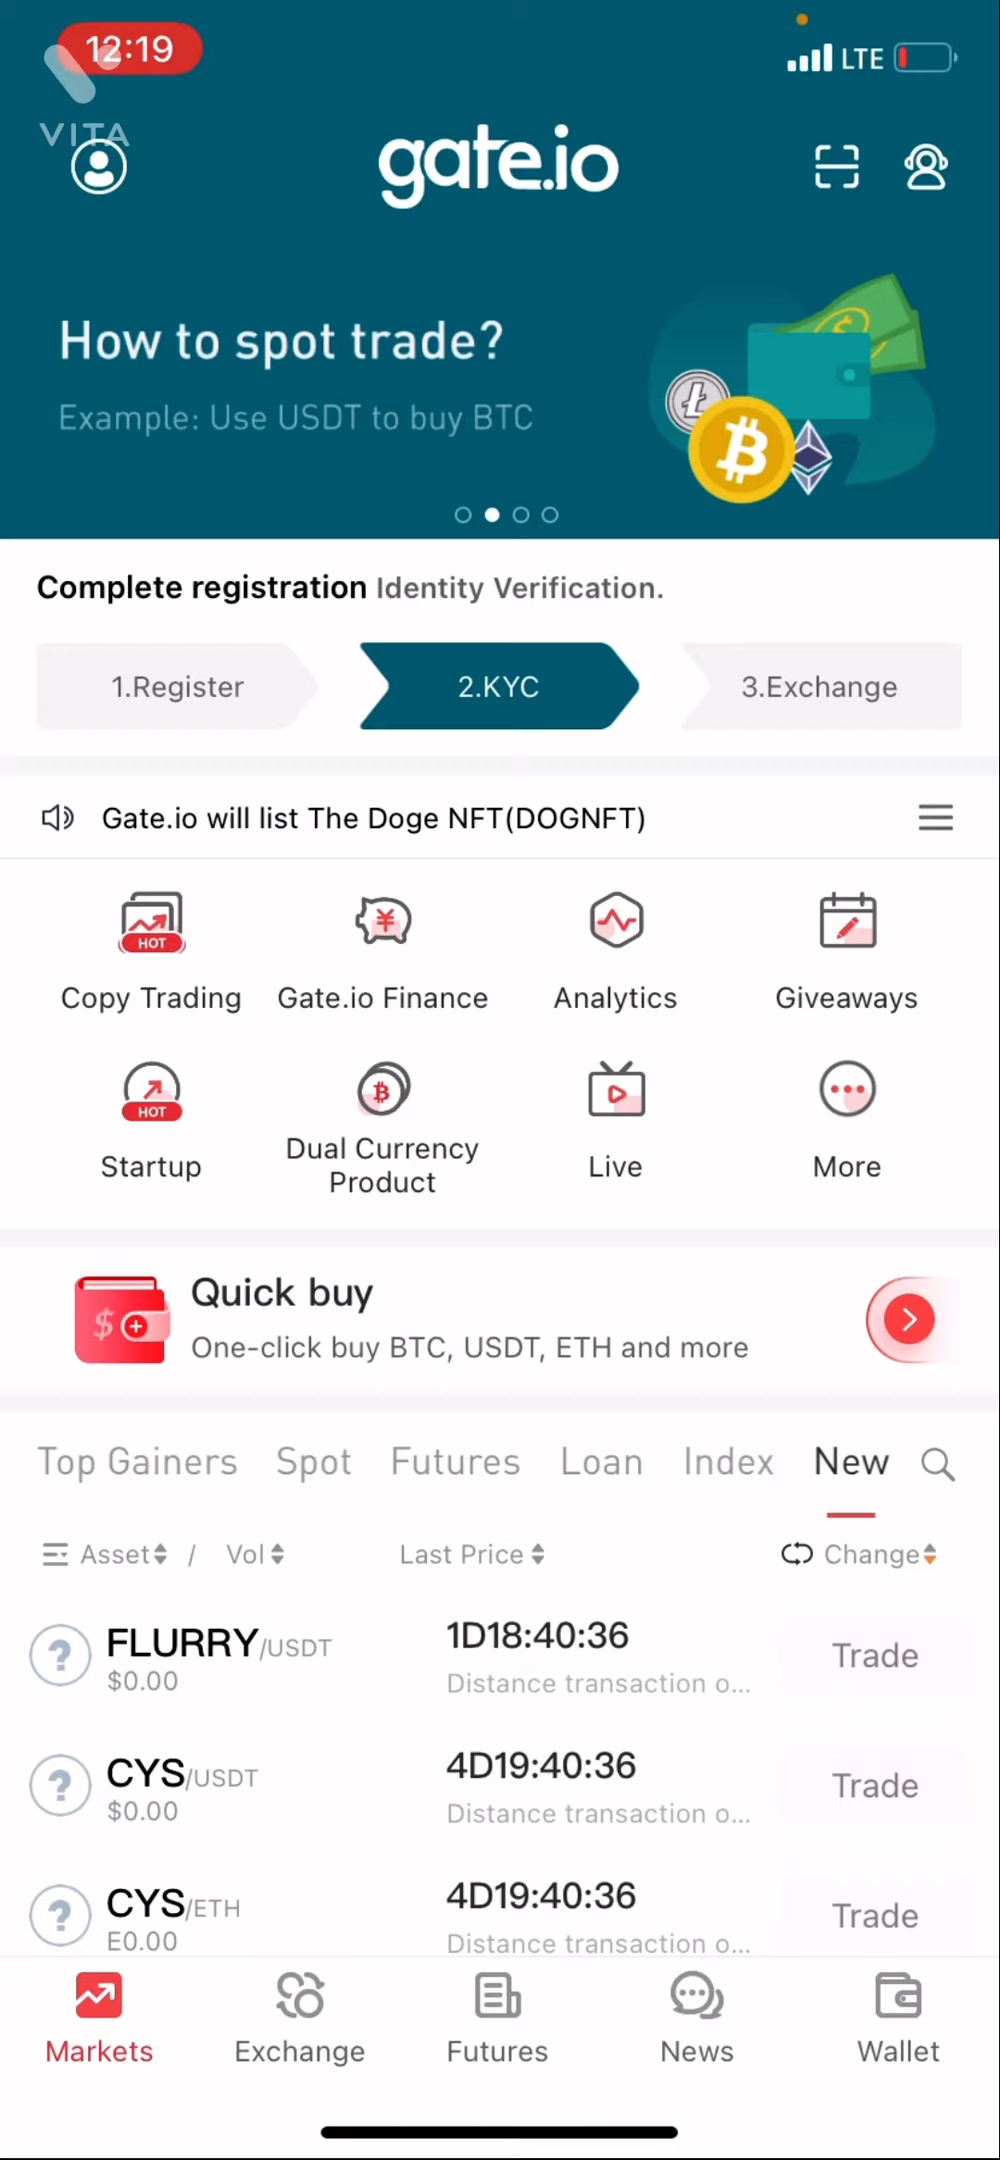 12:19
LTE
VITA
gate.io
How to spot trade?
Example: Use USDT to buy BTC
Complete registration Identity Verification.
1.Register
2.KYC
3.Exchange
Gate.io will list The Doge NFT(DOGNFT)
HOT
Copy Trading
Gate.io Finance
Analytics
Giveaways
HOT
Startup
Dual Currency
Product
Live
More
Quick buy
One-click buy BTC, USDT, ETH and more
Top Gainers Spot Futures Loan Index New
Asset / Vol Last Price Change
FLURRY/USDT 1D18:40:36 Trade
$0.00 Distance transaction o...
CYS/USDT 4D19:40:36 Trade
$0.00 Distance transaction o...
CYS/ETH 4D19:40:36 Trade
E0.00 Distance transaction o...
Markets Exchange Futures News Wallet